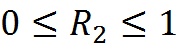 0 ≤ R₂ ≤ 1